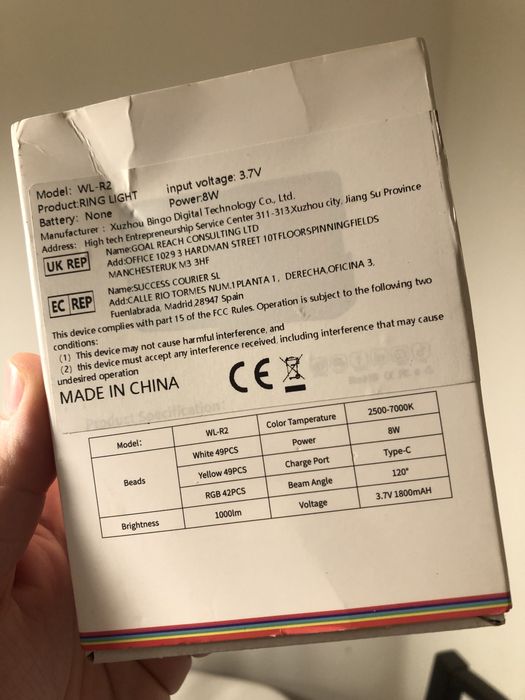 Model: WL-R2 input voltage: 3.7V
Product:RING LIGHT Power:8W
Battery: None
Manufacturer : Xuzhou Bingo Digital Technology Co., Ltd.
Address: High tech Entrepreneurship Service Center 311-313.Xuzhou city, Jiang Su Province
UK REP
Name:GOAL REACH CONSULTING LTD
Add:OFFICE 1029 3 HARDMAN STREET 10TFLOORSPINNINGFIELDS
MANCHESTERUK M3 3HF
EC REP
Name:SUCCESS COURIER SL
Add:CALLE RIO TORMES NUM.1PLANTA 1, DERECHA,OFICINA 3,
Fuenlabrada, Madrid,28947 Spain
This device complies with part 15 of the FCC Rules. Operation is subject to the following two
conditions:
(1) This device may not cause harmful interference, and
(2) this device must accept any interference received, including interference that may cause
undesired operation
MADE IN CHINA CE
Product Specification
Model: WL-R2 Color Tamperature 2500-7000K
Beads White 49PCS Power 8W
Yellow 49PCS Charge Port Type-C
RGB 42PCS Beam Angle 120°
Brightness 1000lm Voltage 3.7V 1800mAH